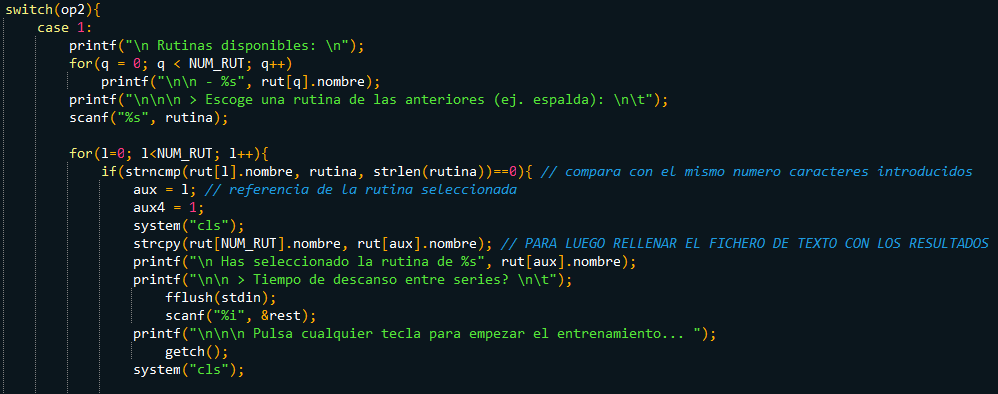 switch(op2){
case 1:
printf("\n Rutinas disponibles: \n");
for(q = 0; q < NUM_RUT; q++)
printf("\n\n - %s", rut[q].nombre);
printf("\n\n\n > Escoge una rutina de las anteriores (ej. espalda): \n\t");
scanf("%s", rutina);
for(l=0; l<NUM_RUT; l++){
if(strncmp(rut[l].nombre, rutina, strlen(rutina))==0){ // compara con el mismo numero caracteres introducidos
aux = l; // referencia de la rutina seleccionada
aux4 = 1;
system("cls");
strcpy(rut[NUM_RUT].nombre, rut[aux].nombre); // PARA LUEGO RELLENAR EL FICHERO DE TEXTO CON LOS RESULTADOS
printf("\n Has seleccionado la rutina de %s", rut[aux].nombre);
printf("\n\n > Tiempo de descanso entre series? \n\t");
fflush(stdin);
scanf("%i", &rest);
printf("\n\n\n Pulsa cualquier tecla para empezar el entrenamiento... ");
getch();
system("cls");